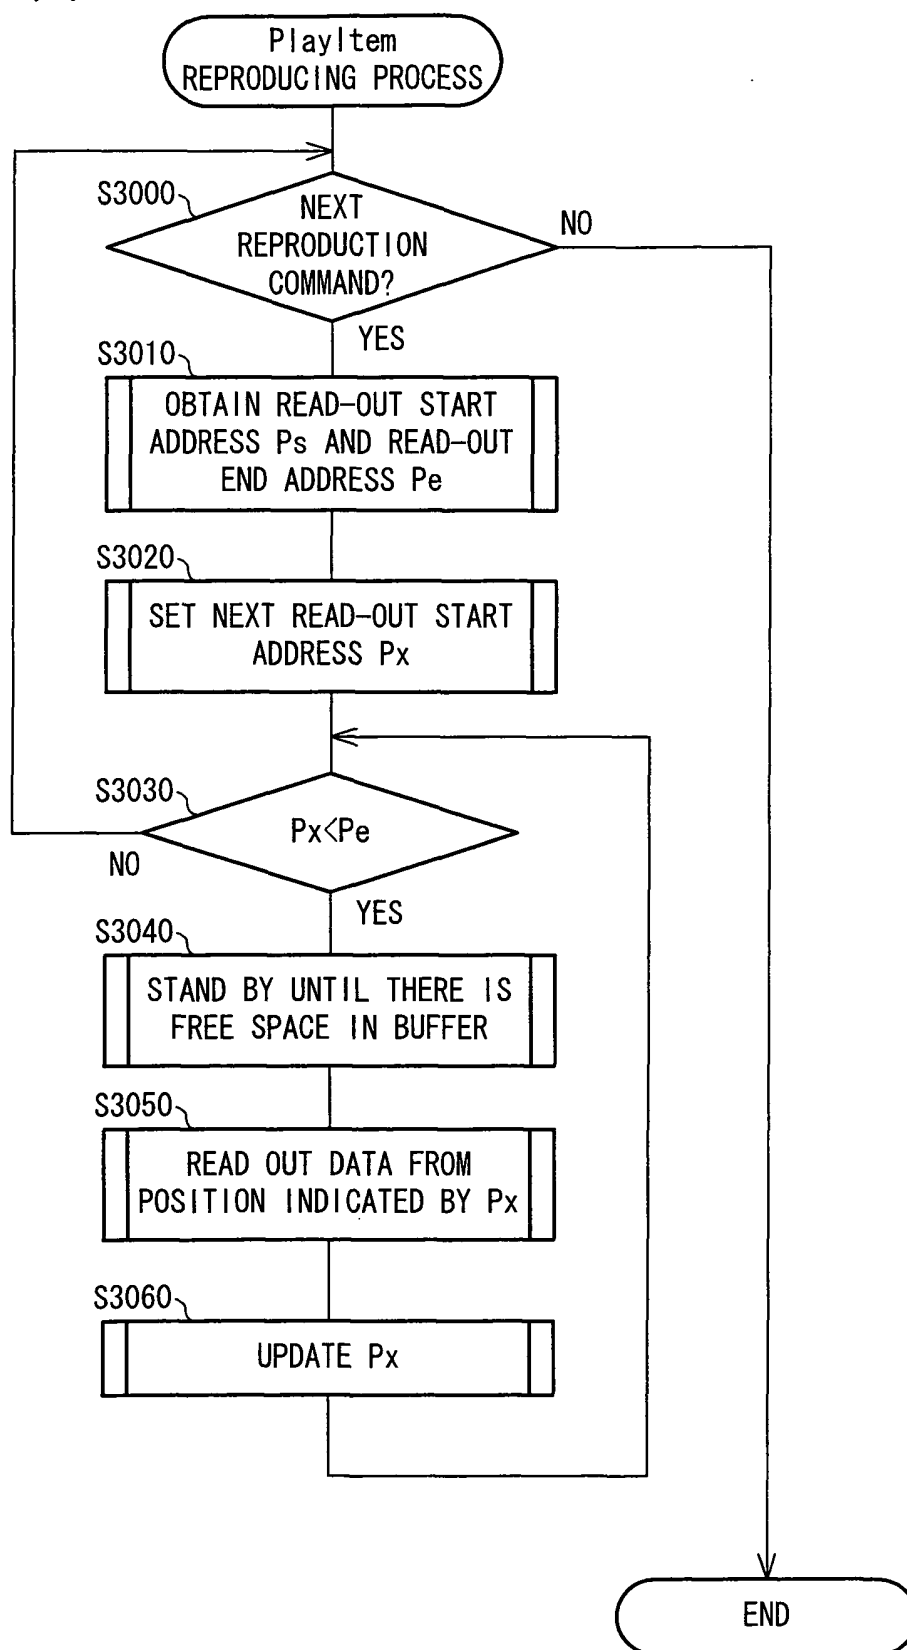 PlayItem
REPRODUCING PROCESS
S3000
NEXT
REPRODUCTION
COMMAND?
NO
YES
S3010
OBTAIN READ-OUT START
ADDRESS Ps AND READ-OUT
END ADDRESS Pe
S3020
SET NEXT READ-OUT START
ADDRESS Px
S3030
Px<Pe
NO
YES
S3040
STAND BY UNTIL THERE IS
FREE SPACE IN BUFFER
S3050
READ OUT DATA FROM
POSITION INDICATED BY Px
S3060
UPDATE Px
END